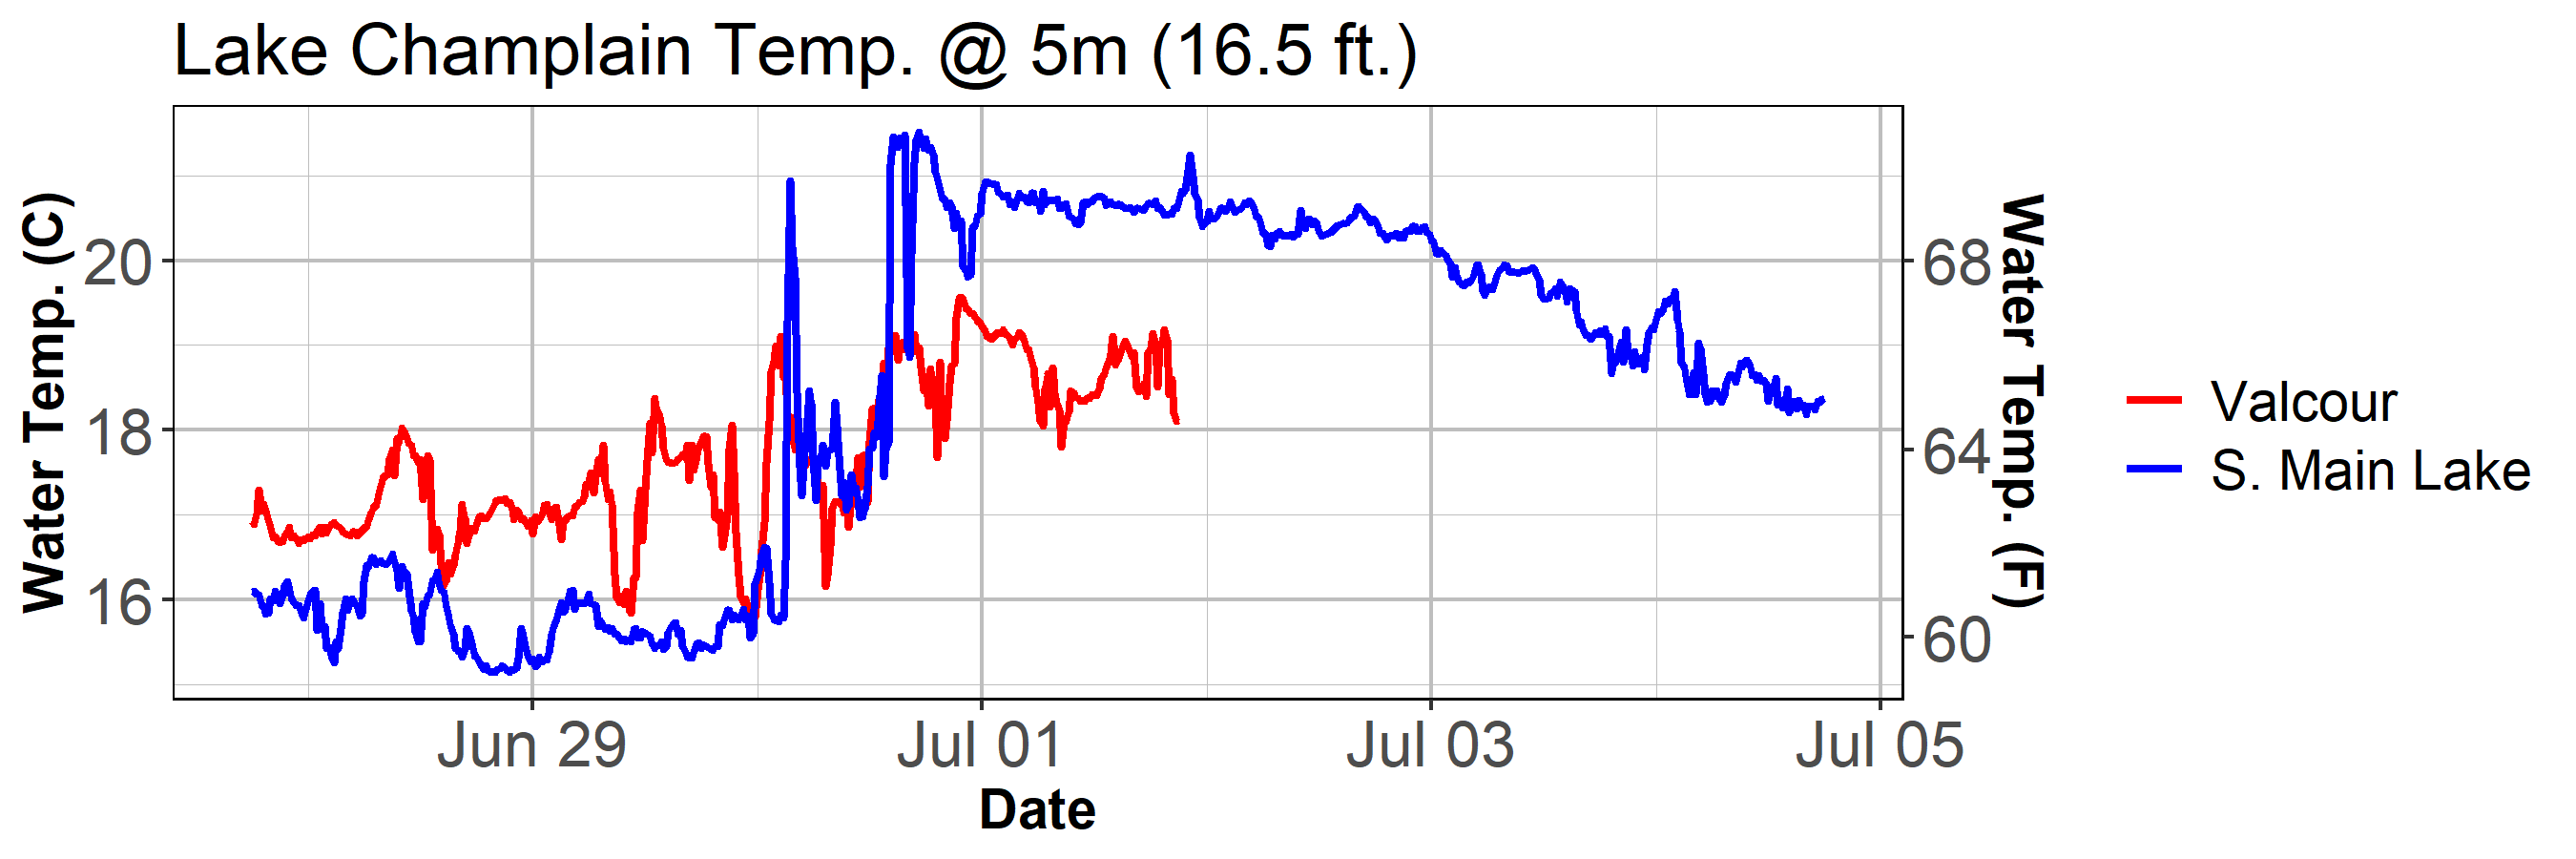 Lake Champlain Temp. @ 5m (16.5 ft.)
Water Temp. (C)
20
18
16
68
64
60
Water Temp. (F)
Jun 29
Jul 01
Jul 03
Jul 05
Date
Valcour
S. Main Lake